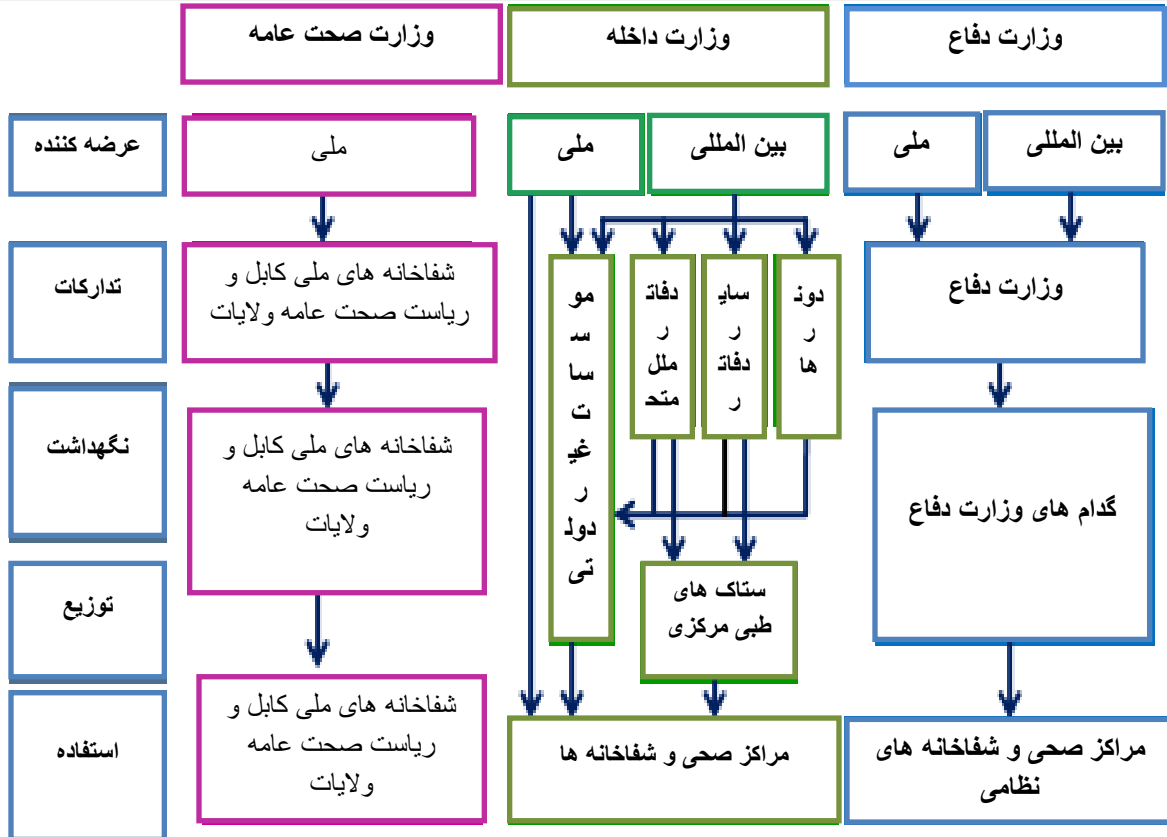 وزارت دفاع
وزارت داخله
وزارت صحت عامه
عرضه کننده
بین المللی
ملی
بین المللی
ملی
ملی
تدارکات
وزارت دفاع
دون
ر
ها
سای
ر
دفات
ر
دفات
ر
ملل
متح
مو
س
سا
ت
غی
ر
دول
تی
شفاخانه های ملی کابل و
ریاست صحت عامه ولایات
نگهداشت
گدام های وزارت دفاع
شفاخانه های ملی کابل و
ریاست صحت عامه
ولایات
توزیع
ستاک های
طبی مرکزی
استفاده
مراکز صحی و شفاخانه های
نظامی
مراکز صحی و شفاخانه ها
شفاخانه های ملی کابل و
ریاست صحت عامه
ولایات